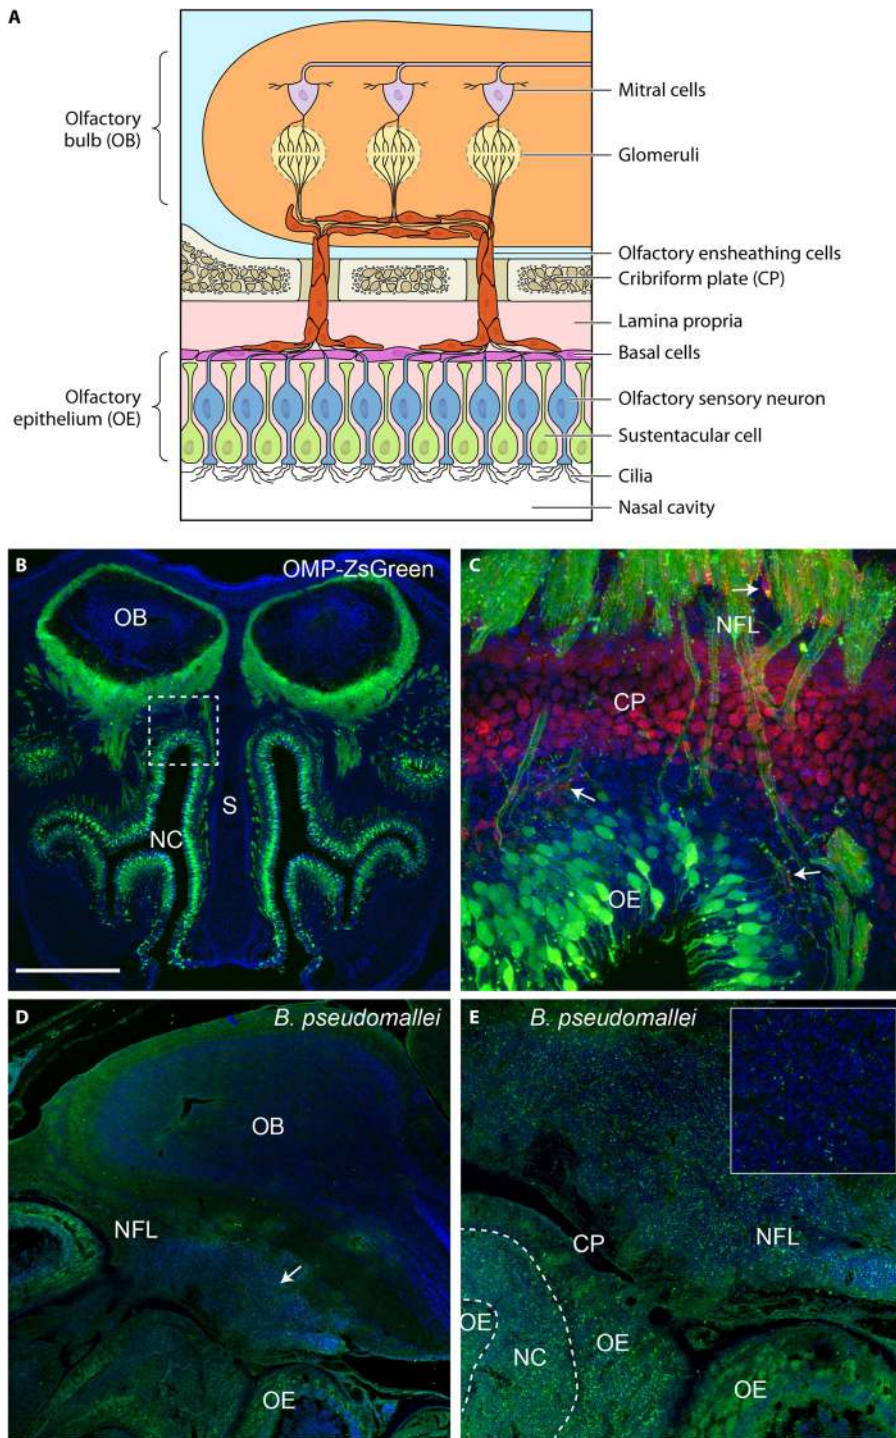 A
Olfactory
bulb (OB)
Mitral cells
Glomeruli
Olfactory ensheathing cells
Cribriform plate (CP)
Lamina propria
Basal cells
Olfactory
epithelium (OE)
Olfactory sensory neuron
Sustentacular cell
Cilia
Nasal cavity
B
OMP-ZsGreen
OB
S
NC
C
NFL
CP
OE
D
B. pseudomallei
OB
NFL
OE
E
B. pseudomallei
CP
NFL
OE
NC
OE
OE